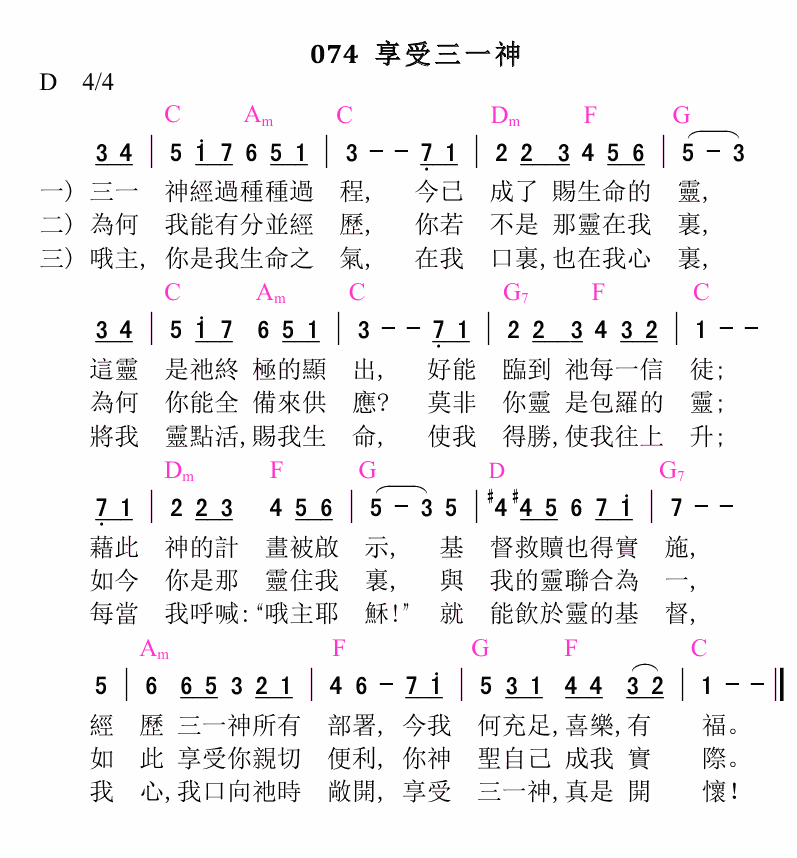 074 享受三一神
D 4/4
C Am C Dm F G
3 4 | 5 i 7 6 5 1 | 3 - - 7 1 | 2 2 3 4 5 6 | 5 - 3
一) 三一 神經過種種過 程, 今已 成了 賜生命的 靈,
二) 為何 我能有分並經 歷, 你若 不是 那靈在我 裏,
三) 哦主, 你是我生命之 氣, 在我 口裏,也在我心 裏,
C Am C G7 F C
3 4 | 5 i 7 6 5 1 | 3 - - 7 1 | 2 2 3 4 3 2 | 1 - -
這靈 是祂終 極的顯 出, 好能 臨到 祂每一信 徒;
為何 你能全 備來供 應? 莫非 你靈 是包羅的 靈;
將我 靈點活,賜我生 命, 使我 得勝,使我往上 升;
Dm F G D G7
7 1 | 2 2 3 4 5 6 | 5 - 3 5 | #4 #4 5 6 7 i | 7 - -
藉此 神的計 畫被啟 示, 基 督救贖也得實 施,
如今 你是那 靈住我 裏, 與 我的靈聯合為 一,
每當 我呼喊:“哦主耶 穌!” 就 能飲於靈的基 督,
Am F G F C
5 | 6 6 5 3 2 1 | 4 6 - 7 i | 5 3 1 4 4 3 2 | 1 - - ‖
經 歷 三一神所有 部署, 今我 何充足,喜樂,有 福。
如 此 享受你親切 便利, 你神 聖自己 成我 實 際。
我 心,我口向祂時 敞開, 享受 三一神,真是 開 懷!